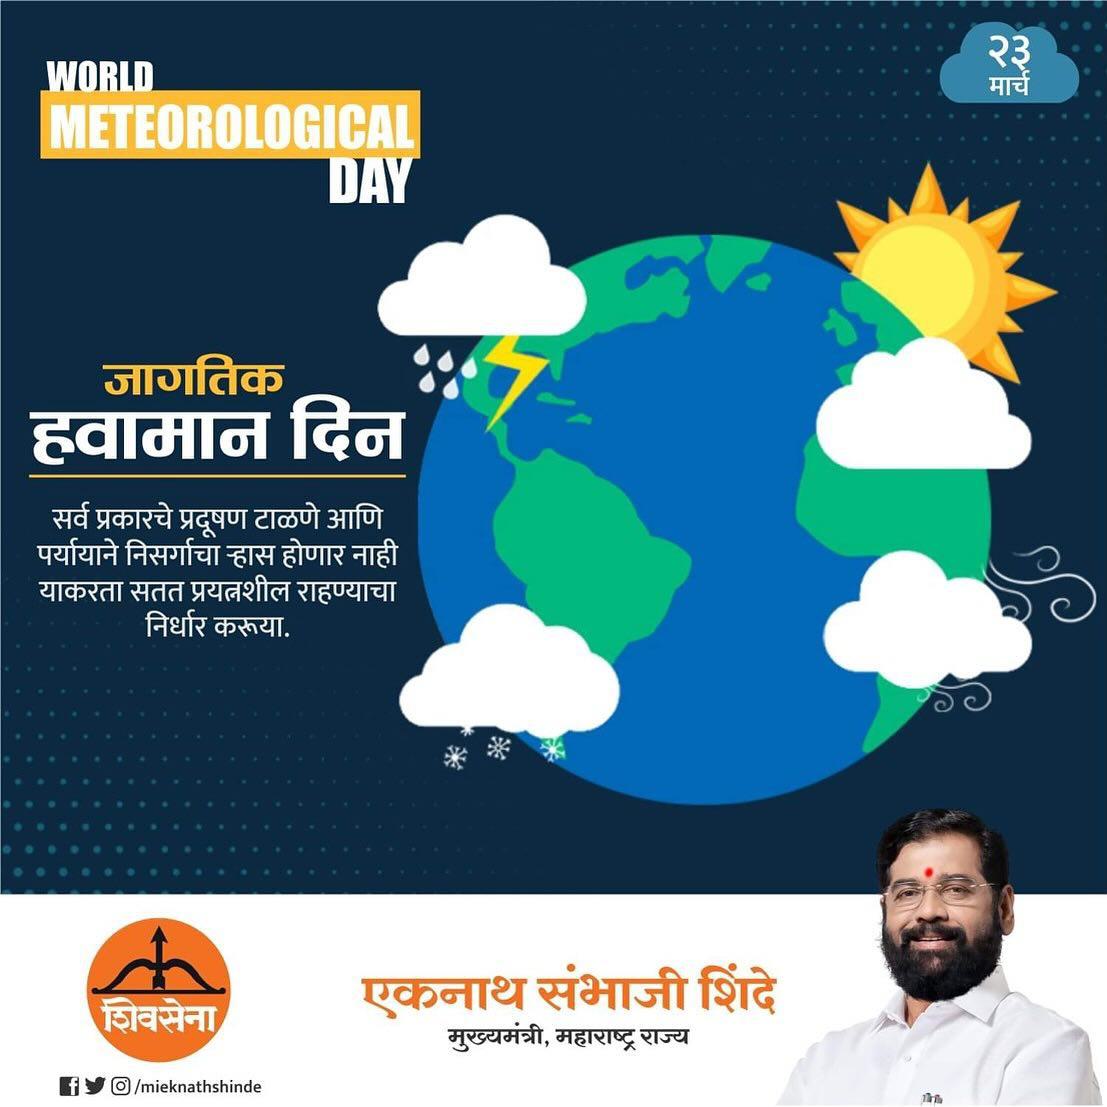 WORLD
METEOROLOGICAL
DAY
२३
मार्च
जागतिक
हवामान दिन
सर्व प्रकारचे प्रदूषण टाळणे आणि
पर्यायाने निसर्गाचा ऱ्हास होणार नाही
याकरता सतत प्रयत्नशील राहण्याचा
निर्धार करूया.
शिवसेना
/mieknathshinde
एकनाथ संभाजी शिंदे
मुख्यमंत्री, महाराष्ट्र राज्य